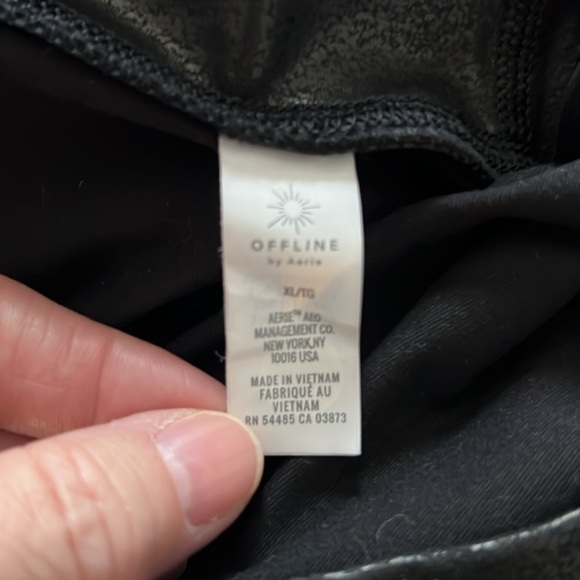 OFFLINE
by Aerie
XL/TG
AERIE™ AEO
MANAGEMENT CO.
NEW YORK,NY
10016 USA
MADE IN VIETNAM
FABRIQUÉ AU
VIETNAM
RN 54485 CA 03873